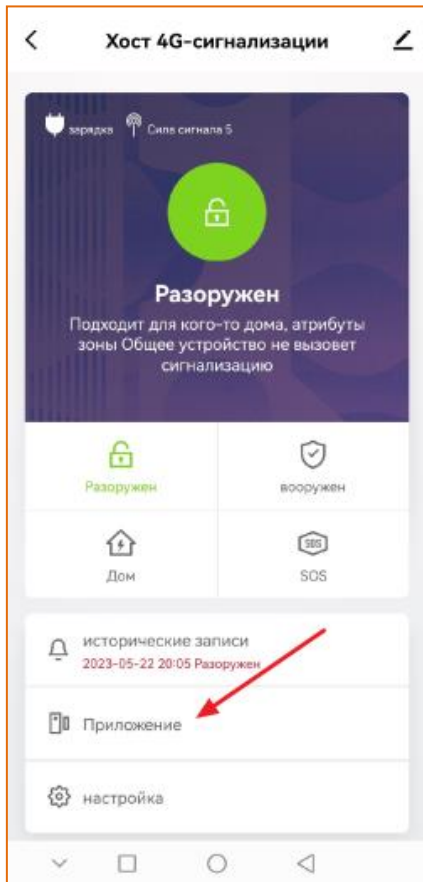 Хост 4G-сигнализации
зарядка Сила сигнала 5
Разоружен
Подходит для кого-то дома, атрибуты
зоны Общее устройство не вызовет
сигнализацию
Разоружен
вооружен
Дом
SOS
SOS
исторические записи
2023-05-22 20:05 Разоружен
Приложение
настройка